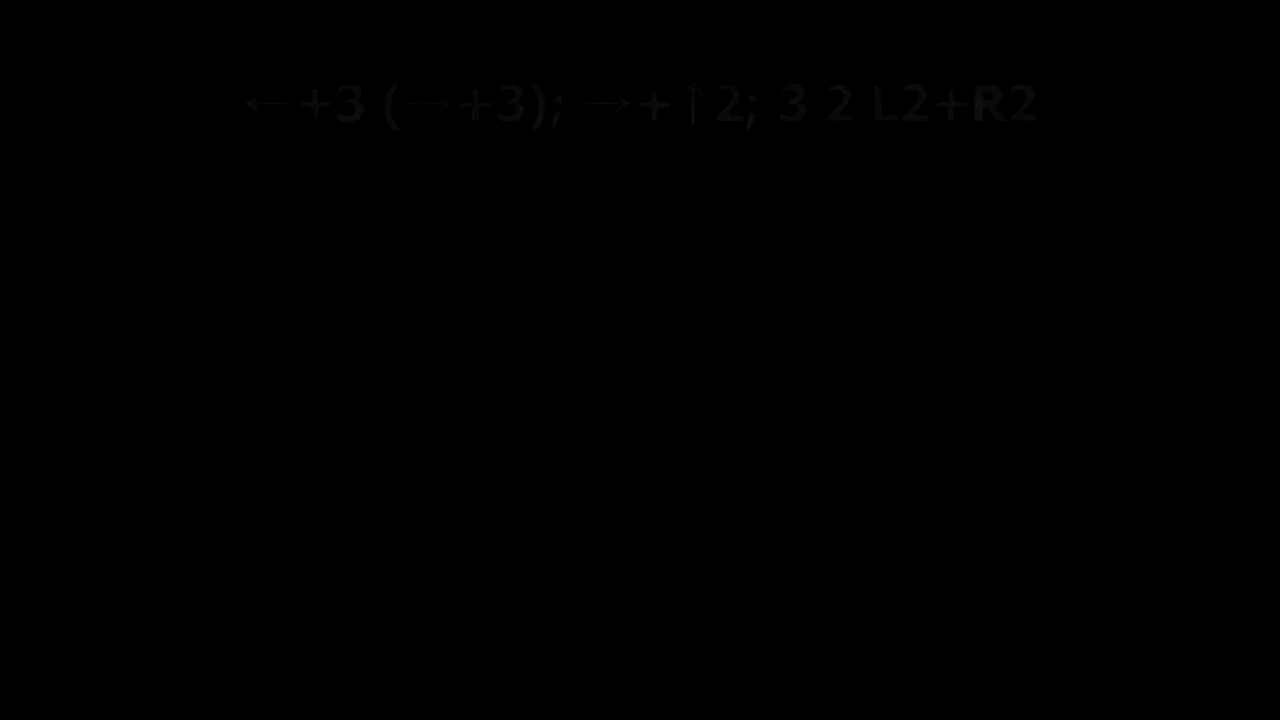 ←+3 (→+3); →+↑2; 3 2 L2+R2